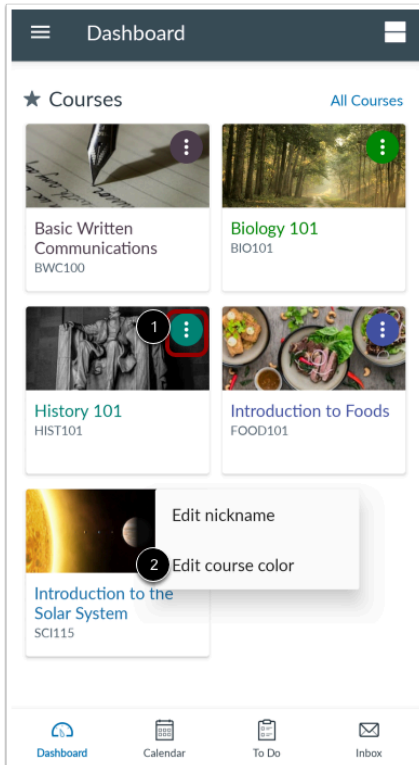 Dashboard
Courses
All Courses
Basic Written
Communications
BWC100
Biology 101
BIO101
1
History 101
HIST101
Introduction to Foods
FOOD101
Edit nickname
2 Edit course color
Introduction to the
Solar System
SCI115
Dashboard
Calendar
To Do
Inbox